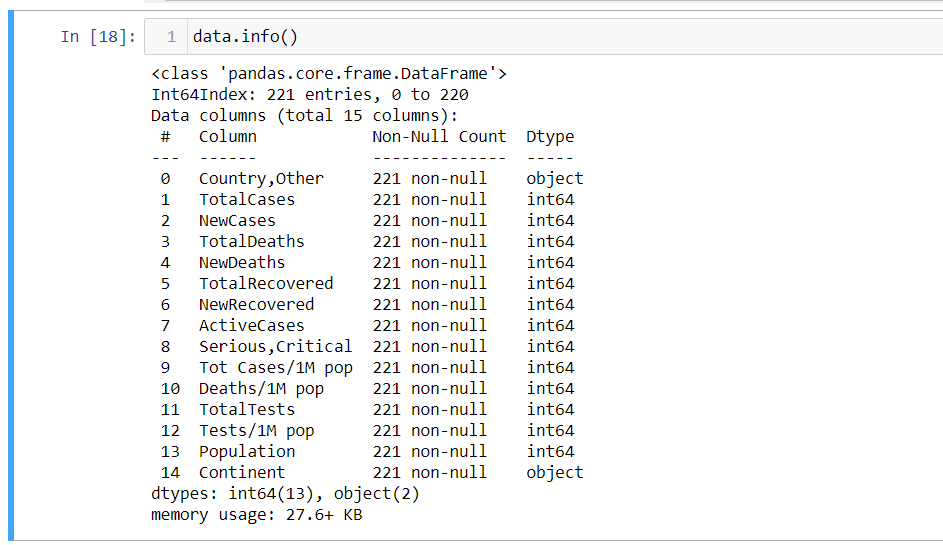 In [18]: 1 data.info()
<class 'pandas.core.frame.DataFrame'>
Int64Index: 221 entries, 0 to 220
Data columns (total 15 columns):
 #   Column            Non-Null Count  Dtype
---  ------            --------------  -----
 0   Country,Other     221 non-null    object
 1   TotalCases        221 non-null    int64
 2   NewCases          221 non-null    int64
 3   TotalDeaths       221 non-null    int64
 4   NewDeaths         221 non-null    int64
 5   TotalRecovered    221 non-null    int64
 6   NewRecovered      221 non-null    int64
 7   ActiveCases       221 non-null    int64
 8   Serious,Critical  221 non-null    int64
 9   Tot Cases/1M pop  221 non-null    int64
 10  Deaths/1M pop     221 non-null    int64
 11  TotalTests        221 non-null    int64
 12  Tests/1M pop      221 non-null    int64
 13  Population        221 non-null    int64
 14  Continent         221 non-null    object
dtypes: int64(13), object(2)
memory usage: 27.6+ KB